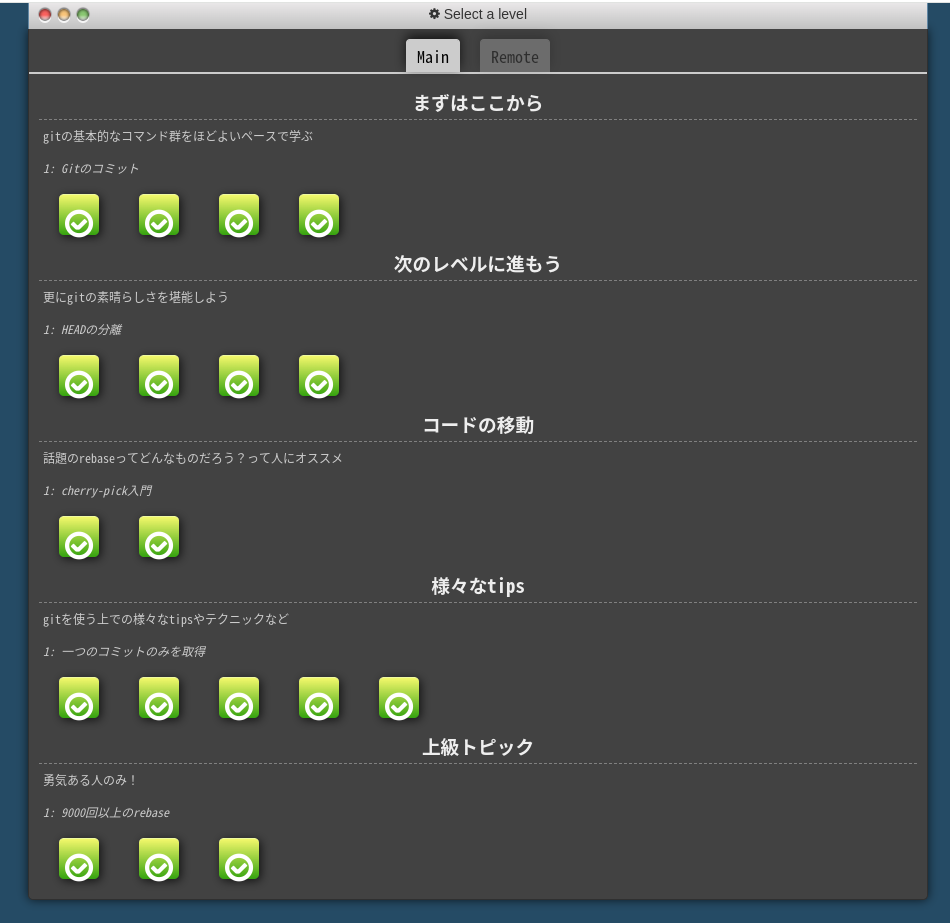 Select a level
Main
Remote
まずはここから
gitの基本的なコマンド群をほどよいペースで学ぶ
1: Gitのコミット
次のレベルに進もう
更にgitの素晴らしさを堪能しよう
1: HEADの分離
コードの移動
話題のrebaseってどんなものだろう？って人にオススメ
1: cherry-pick入門
様々なtips
gitを使う上での様々なtipsやテクニックなど
1: 一つのコミットのみを取得
上級トピック
勇気ある人のみ！
1: 9000回以上のrebase